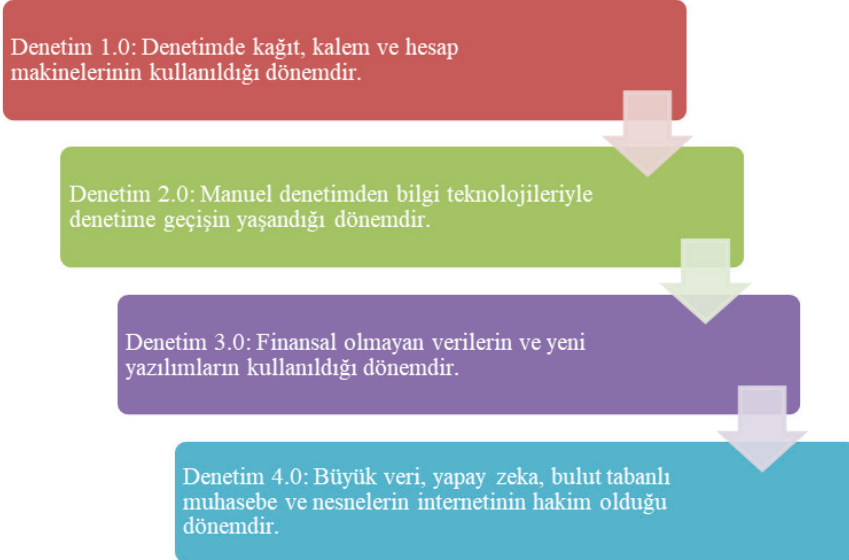 Denetim 1.0: Denetimde kağıt, kalem ve hesap
makinelerinin kullanıldığı dönemdir.
Denetim 2.0: Manuel denetimden bilgi teknolojileriyle
denetime geçişin yaşandığı dönemdir.
Denetim 3.0: Finansal olmayan verilerin ve yeni
yazılımların kullanıldığı dönemdir.
Denetim 4.0: Büyük veri, yapay zeka, bulut tabanlı
muhasebe ve nesnelerin internetinin hakim olduğu
dönemdir.